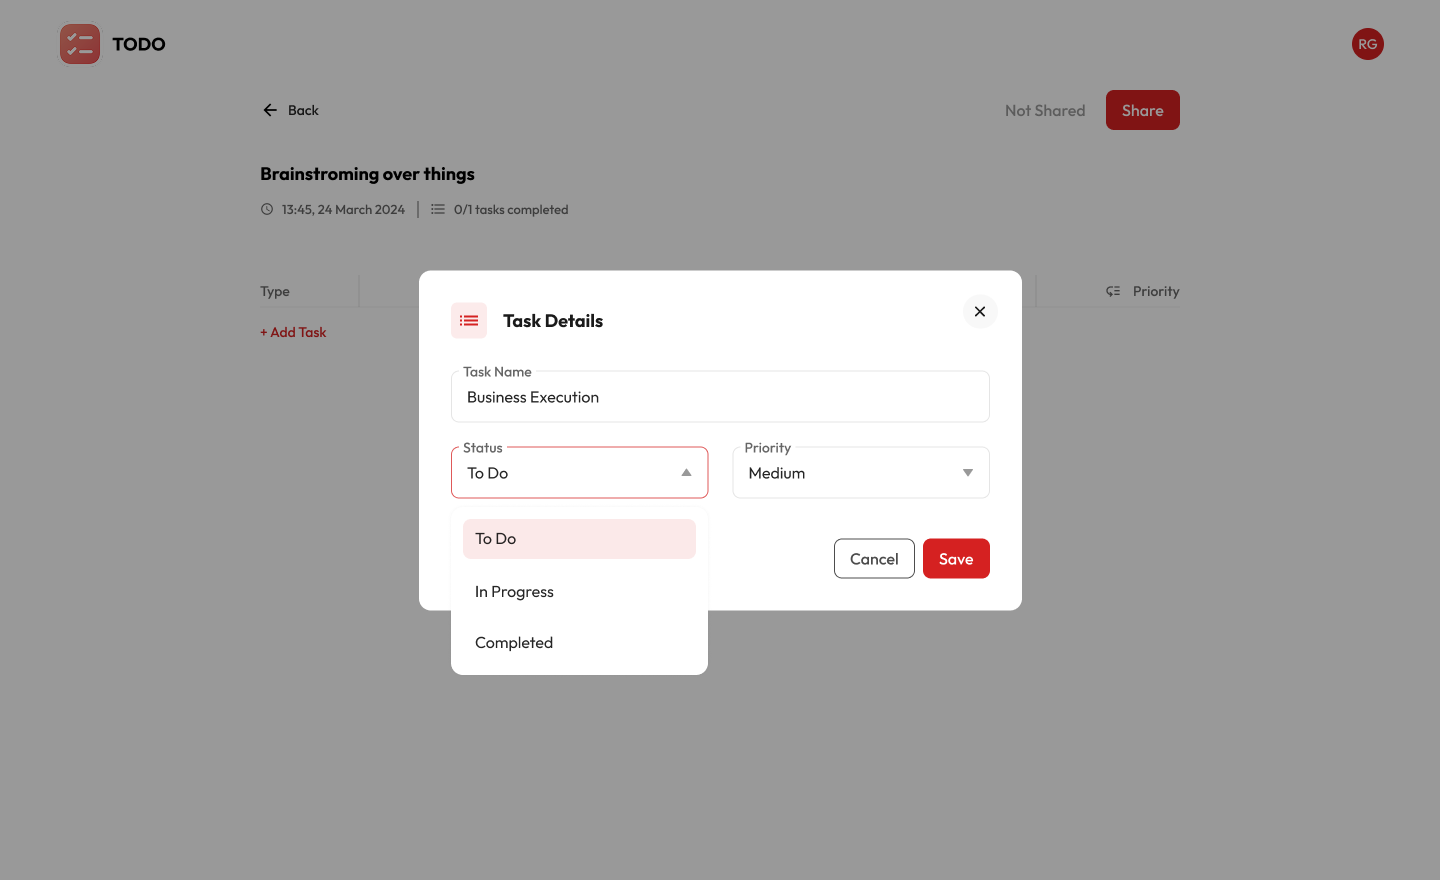 TODO
RG
Back
Not Shared
Share
Brainstroming over things
13:45, 24 March 2024
0/1 tasks completed
Type
Priority
+ Add Task
Task Details
Task Name
Business Execution
Status
To Do
Priority
Medium
To Do
In Progress
Completed
Cancel
Save